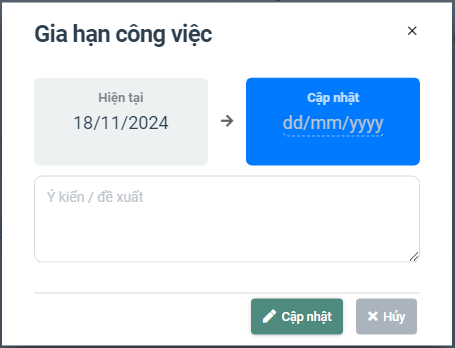 Gia hạn công việc
Hiện tại
18/11/2024
Cập nhật
dd/mm/yyyy
Ý kiến / đề xuất
Cập nhật
Hủy